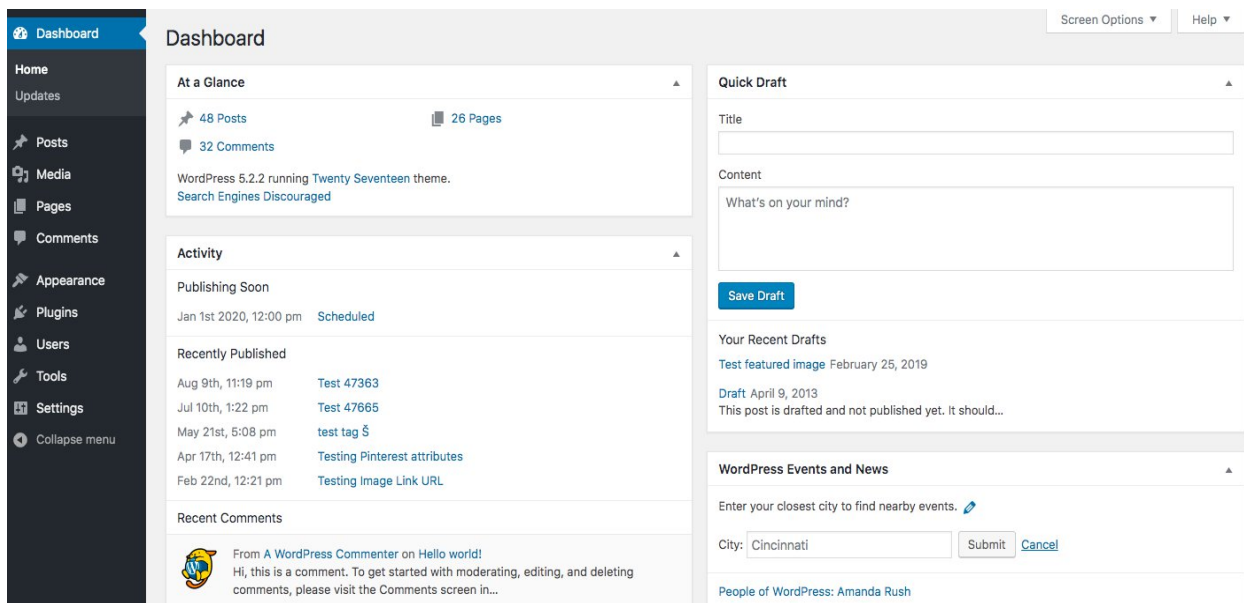 Dashboard
Home
Updates
Posts
Media
Pages
Comments
Appearance
Plugins
Users
Tools
Settings
Collapse menu
Screen Options
Help
Dashboard
At a Glance
48 Posts
26 Pages
32 Comments
WordPress 5.2.2 running Twenty Seventeen theme.
Search Engines Discouraged
Activity
Publishing Soon
Jan 1st 2020, 12:00 pm Scheduled
Recently Published
Aug 9th, 11:19 pm Test 47363
Jul 10th, 1:22 pm Test 47665
May 21st, 5:08 pm test tag Š
Apr 17th, 12:41 pm Testing Pinterest attributes
Feb 22nd, 12:21 pm Testing Image Link URL
Recent Comments
From A WordPress Commenter on Hello world!
Hi, this is a comment. To get started with moderating, editing, and deleting
comments, please visit the Comments screen in...
Quick Draft
Title
Content
What's on your mind?
Save Draft
Your Recent Drafts
Test featured image February 25, 2019
Draft April 9, 2013
This post is drafted and not published yet. It should...
WordPress Events and News
Enter your closest city to find nearby events.
City: Cincinnati Submit Cancel
People of WordPress: Amanda Rush